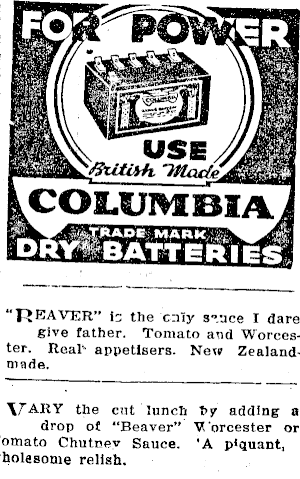 FOR POWER
COLUMBIA
USE
British Made
COLUMBIA
TRADE MARK
DRY BATTERIES
"BEAVER" is the only sauce I dare
give father. Tomato and Worces-
ter. Real appetisers. New Zealand-
made.
VARY the cut lunch by adding a
drop of "Beaver" Worcester or
omato Chutney Sauce. 'A piquant,
holesome relish.